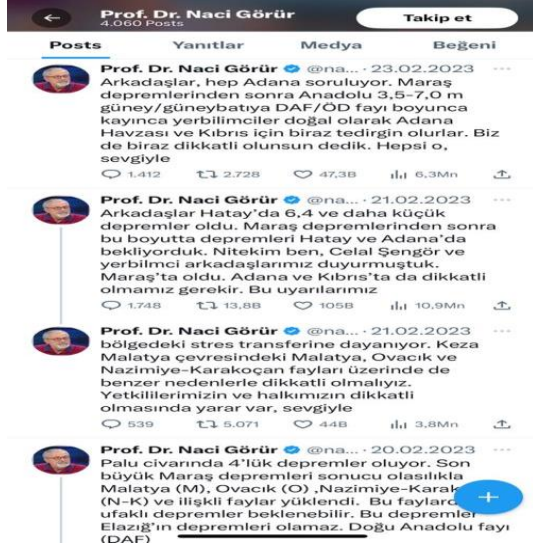 Prof. Dr. Naci Görür
4.060 Posts
Takip et
Posts Yanıtlar Medya Beğeni
Prof. Dr. Naci Görür @na... · 23.02.2023
Arkadaşlar, hep Adana soruluyor. Maraş
depremlerinden sonra Anadolu 3,5-7,0 m
güney/güneybatıya DAF/ÖD fayı boyunca
kayınca yerbilimciler doğal olarak Adana
Havzası ve Kıbrıs için biraz tedirgin olurlar. Biz
de biraz dikkatli olunsun dedik. Hepsi o,
sevgiyle
1.412 2.728 47,3B 6,3Mn
Prof. Dr. Naci Görür @na... · 21.02.2023
Arkadaşlar Hatay'da 6,4 ve daha küçük
depremler oldu. Maraş depremlerinden sonra
bu boyutta depremleri Hatay ve Adana'da
bekliyorduk. Nitekim ben, Celal Şengör ve
yerbilmci arkadaşlarımız duyurmuştuk.
Maraş'ta oldu. Adana ve Kıbrıs'ta da dikkatli
olmamız gerekir. Bu uyarılarımız
1.748 13,8B 105B 10,9Mn
Prof. Dr. Naci Görür @na... · 21.02.2023
bölgedeki stres transferine dayanıyor. Keza
Malatya çevresindeki Malatya, Ovacık ve
Nazimiye-Karakoçan fayları üzerinde de
benzer nedenlerle dikkatli olmalıyız.
Yetkililerimizin ve halkımızın dikkatli
olmasında yarar var, sevgiyle
539 5.071 44B 3,8Mn
Prof. Dr. Naci Görür @na... · 20.02.2023
Palu civarında 4'lük depremler oluyor. Son
büyük Maraş depremleri sonucu olasılıkla
Malatya (M), Ovacık (O) ,Nazimiye-Karak
(N-K) ve ilişkili faylar yüklendi. Bu faylard
ufaklı depremler beklenebilir. Bu depremler
Elazığ'ın depremleri olamaz. Doğu Anadolu fayı
(DAF)